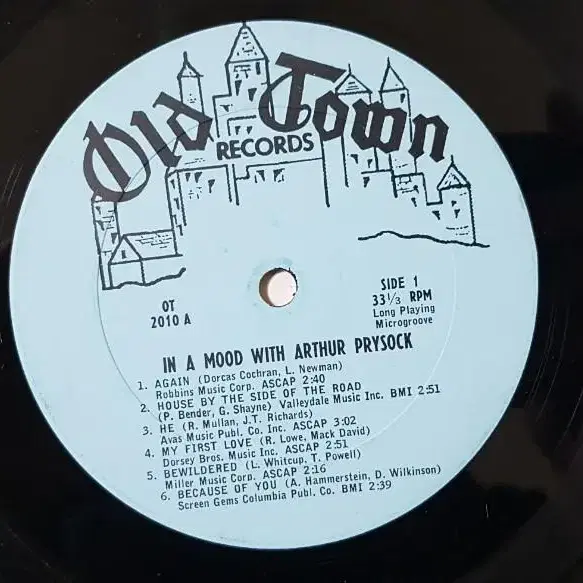 Old Town
RECORDS
OT
2010 A
SIDE 1
33⅓ RPM
Long Playing
Microgroove
IN A MOOD WITH ARTHUR PRYSOCK
1. AGAIN (Dorcas Cochran, L. Newman)
Robbins Music Corp. ASCAP 2:40
2. HOUSE BY THE SIDE OF THE ROAD
(P. Bender, G. Shayne) Valleydale Music Inc. BMI 2:51
3. HE (R. Mullan, J.T. Richards)
Avas Music Publ. Co. Inc. ASCAP 3:02
4. MY FIRST LOVE (R. Lowe, Mack David)
Dorsey Bros. Music Inc. ASCAP 2:51
5. BEWILDERED (L. Whitcup, T. Powell)
Miller Music Corp. ASCAP 2:16
6. BECAUSE OF YOU (A. Hammerstein, D. Wilkinson)
Screen Gems Columbia Publ. Co. BMI 2:39